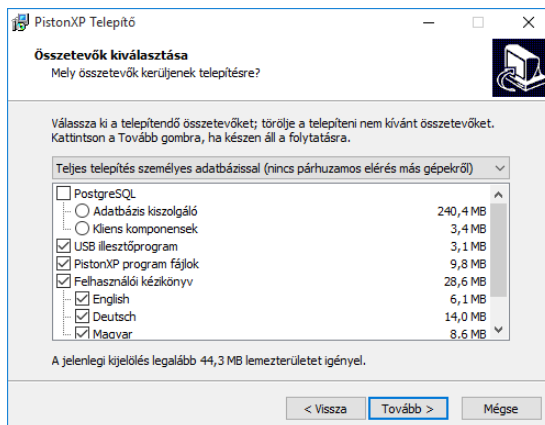 PistonXP Telepítő
Összetevők kiválasztása
Mely összetevők kerüljenek telepítésre?
Válassza ki a telepítendő összetevőket; törölje a telepíteni nem kívánt összetevőket.
Kattintson a Tovább gombra, ha készen áll a folytatásra.
Teljes telepítés személyes adatbázissal (nincs párhuzamos elérés más gépekről)
PostgreSQL
Adatbázis kiszolgáló 240,4 MB
Kliens komponensek 3,4 MB
USB illesztőprogram 3,1 MB
PistonXP program fájlok 9,8 MB
Felhasználói kézikönyv 28,6 MB
English 6,1 MB
Deutsch 14,0 MB
Magyar 8,6 MB
A jelenlegi kijelölés legalább 44,3 MB lemezterületet igényel.
< Vissza Tovább > Mégse